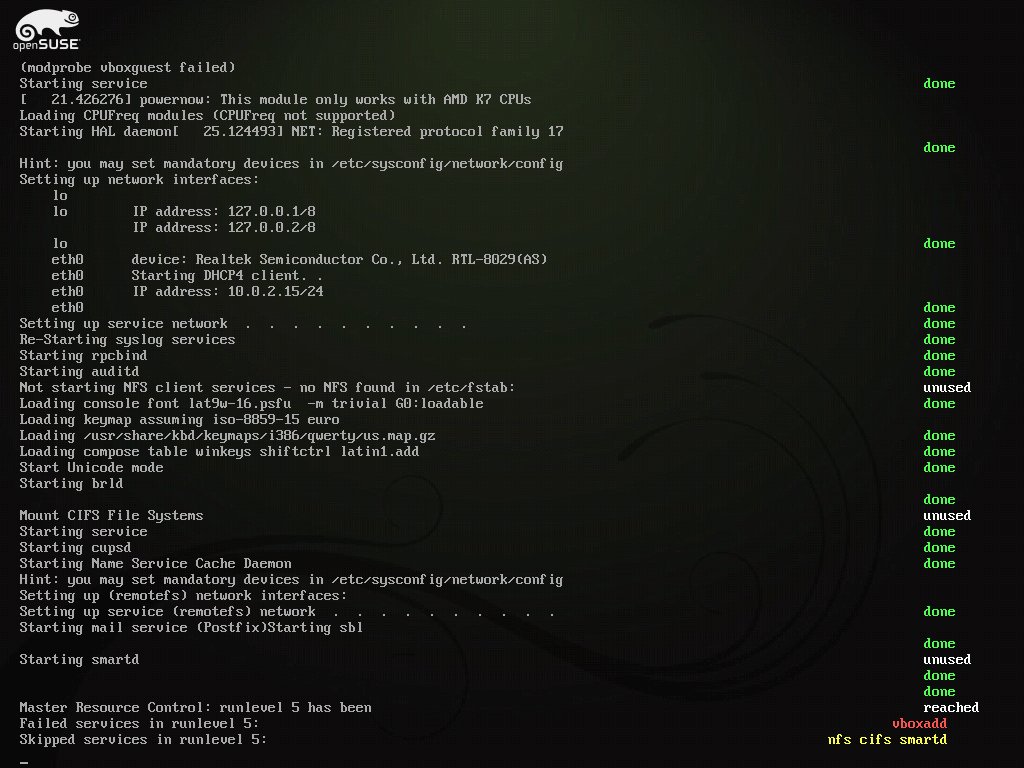 openSUSE
(modprobe vboxguest failed)
Starting service done
[   21.426276] powernow: This module only works with AMD K7 CPUs
Loading CPUFreq modules (CPUFreq not supported)
Starting HAL daemon[   25.124493] NET: Registered protocol family 17
done
Hint: you may set mandatory devices in /etc/sysconfig/network/config
Setting up network interfaces:
lo
lo IP address: 127.0.0.1/8
IP address: 127.0.0.2/8
lo done
eth0 device: Realtek Semiconductor Co., Ltd. RTL-8029(AS)
eth0 Starting DHCP4 client. .
eth0 IP address: 10.0.2.15/24
eth0 done
Setting up service network . . . . . . . . . . done
Re-Starting syslog services done
Starting rpcbind done
Starting auditd done
Not starting NFS client services - no NFS found in /etc/fstab: unused
Loading console font lat9w-16.psfu  -m trivial G0:loadable done
Loading keymap assuming iso-8859-15 euro
Loading /usr/share/kbd/keymaps/i386/qwerty/us.map.gz done
Loading compose table winkeys shiftctrl latin1.add done
Start Unicode mode done
Starting brld
done
Mount CIFS File Systems unused
Starting service done
Starting cupsd done
Starting Name Service Cache Daemon done
Hint: you may set mandatory devices in /etc/sysconfig/network/config
Setting up (remotefs) network interfaces:
Setting up service (remotefs) network . . . . . . . . . . done
Starting mail service (Postfix)Starting sbl
done
Starting smartd unused
done
done
Master Resource Control: runlevel 5 has been reached
Failed services in runlevel 5: vboxadd
Skipped services in runlevel 5: nfs cifs smartd
_